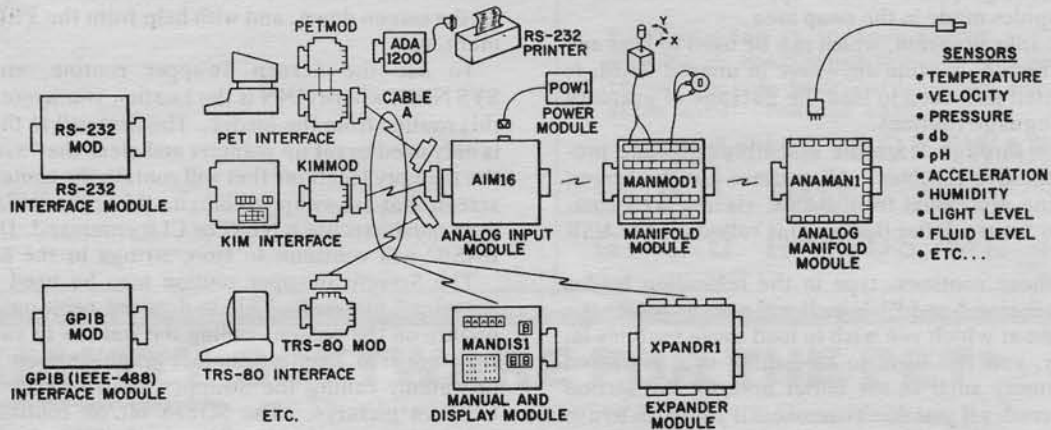 PETMOD
ADA
1200
RS-232
PRINTER
CABLE
A
PET INTERFACE
POW1
POWER
MODULE
RS-232
MOD
RS-232
INTERFACE MODULE
KIMMOD
KIM INTERFACE
AIM16
ANALOG INPUT
MODULE
MANMOD1
MANIFOLD
MODULE
ANAMAN1
ANALOG
MANIFOLD
MODULE
SENSORS
• TEMPERATURE
• VELOCITY
• PRESSURE
• db
• pH
• ACCELERATION
• HUMIDITY
• LIGHT LEVEL
• FLUID LEVEL
• ETC...
GPIB
MOD
GPIB (IEEE-488)
INTERFACE MODULE
TRS-80 MOD
TRS-80 INTERFACE
ETC.
AAAA
B
MANDIS1
BB
MANUAL AND
DISPLAY MODULE
XPANDR1
EXPANDER
MODULE